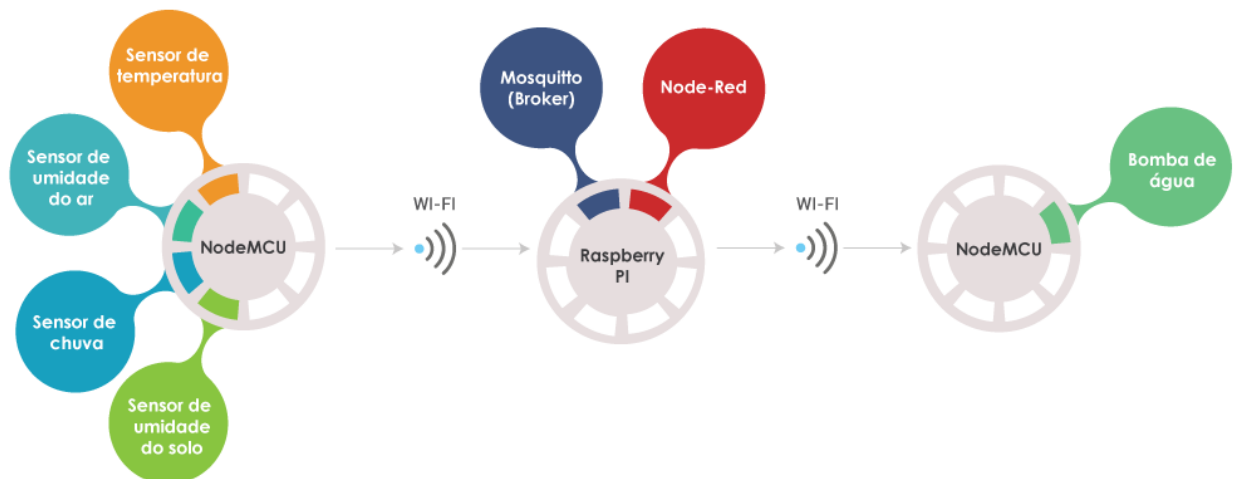 Sensor de
temperatura
Sensor de
umidade
do ar
NodeMCU
Sensor de
chuva
Sensor de
umidade
do solo
WI-FI
Mosquitto
(Broker)
Node-Red
Raspberry
PI
WI-FI
NodeMCU
Bomba de
água